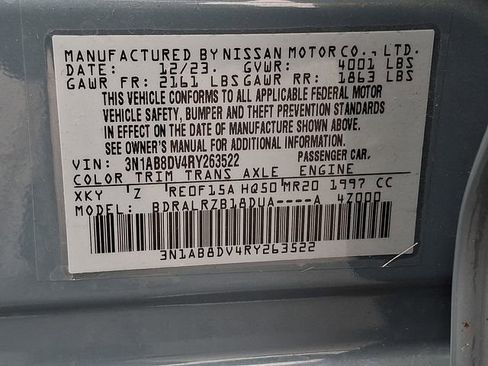 MANUFACTURED BY NISSAN MOTOR CO., LTD.
DATE: 12/23. GVWR: 4001 LBS
GAWR FR: 2161 LBS GAWR RR: 1863 LBS
THIS VEHICLE CONFORMS TO ALL APPLICABLE FEDERAL MOTOR
VEHICLE SAFETY, BUMPER AND THEFT PREVENTION STANDARDS
IN EFFECT ON THE DATE OF MANUFACTURE SHOWN ABOVE.
SEE OWNER'S MANUAL FOR ADDITIONAL INFORMATION.
VIN: 3N1AB8DV4RY263522 PASSENGER CAR.
COLOR TRIM TRANS AXLE ENGINE
XKY Z RE0F15A HQ50 MR20 1997 CC
MODEL: BDRALRZB18DUA----A 4Z000
3N1AB8DV4RY263522